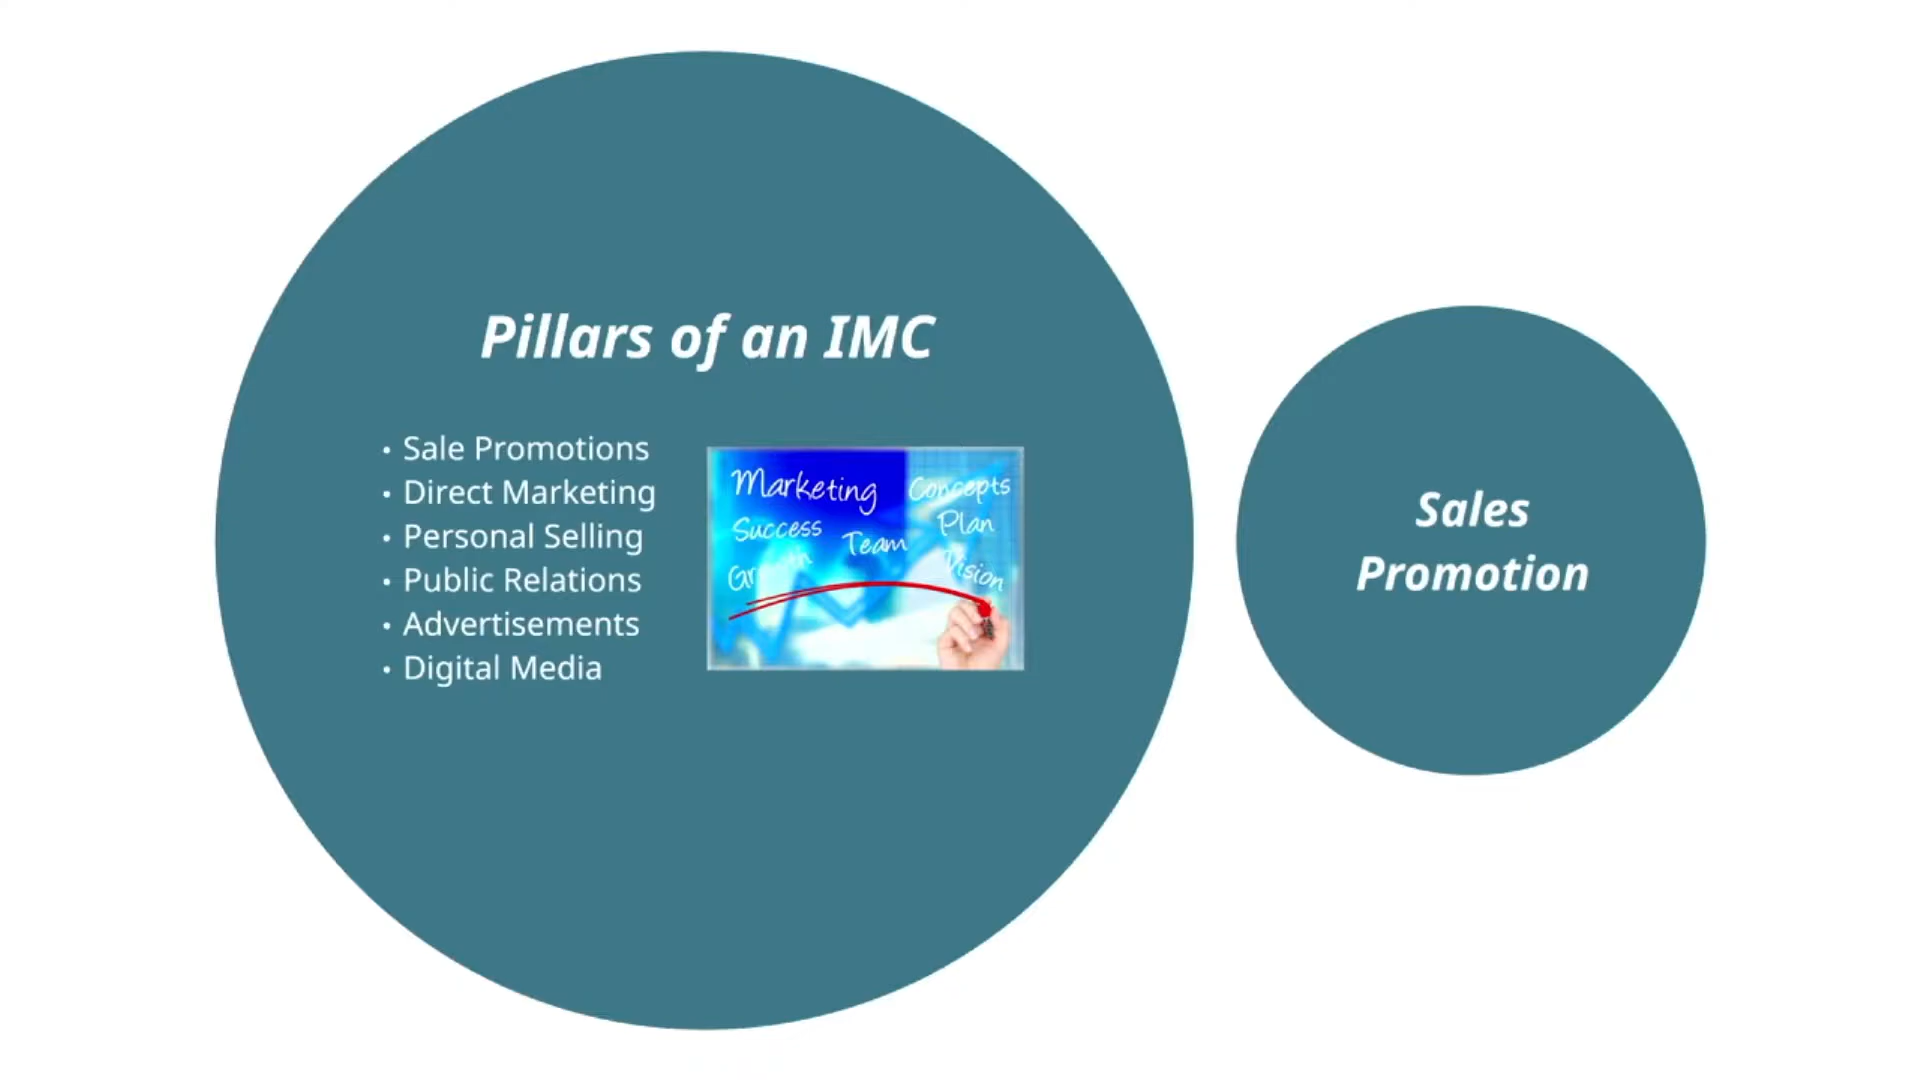 Pillars of an IMC
• Sale Promotions
• Direct Marketing
• Personal Selling
• Public Relations
• Advertisements
• Digital Media
Marketing
Concepts
Success
Team
Plan
Vision
Sales
Promotion